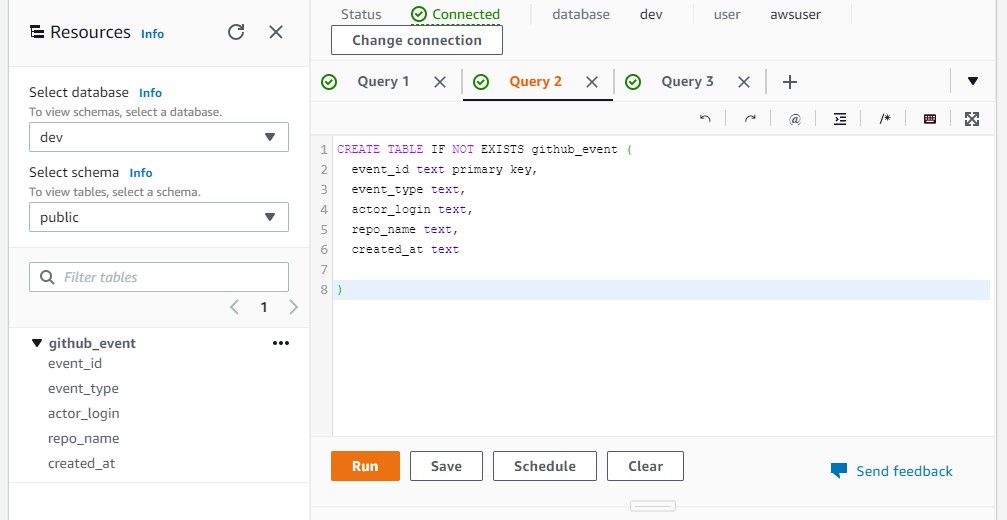 Resources Info
Select database Info
To view schemas, select a database.
dev
Select schema Info
To view tables, select a schema.
public
Filter tables
1
github_event
event_id
event_type
actor_login
repo_name
created_at
Status Connected database dev user awsuser
Change connection
Query 1 Query 2 Query 3
@ /*
1 CREATE TABLE IF NOT EXISTS github_event (
2 event_id text primary key,
3 event_type text,
4 actor_login text,
5 repo_name text,
6 created_at text
7
8 )
Run Save Schedule Clear
Send feedback